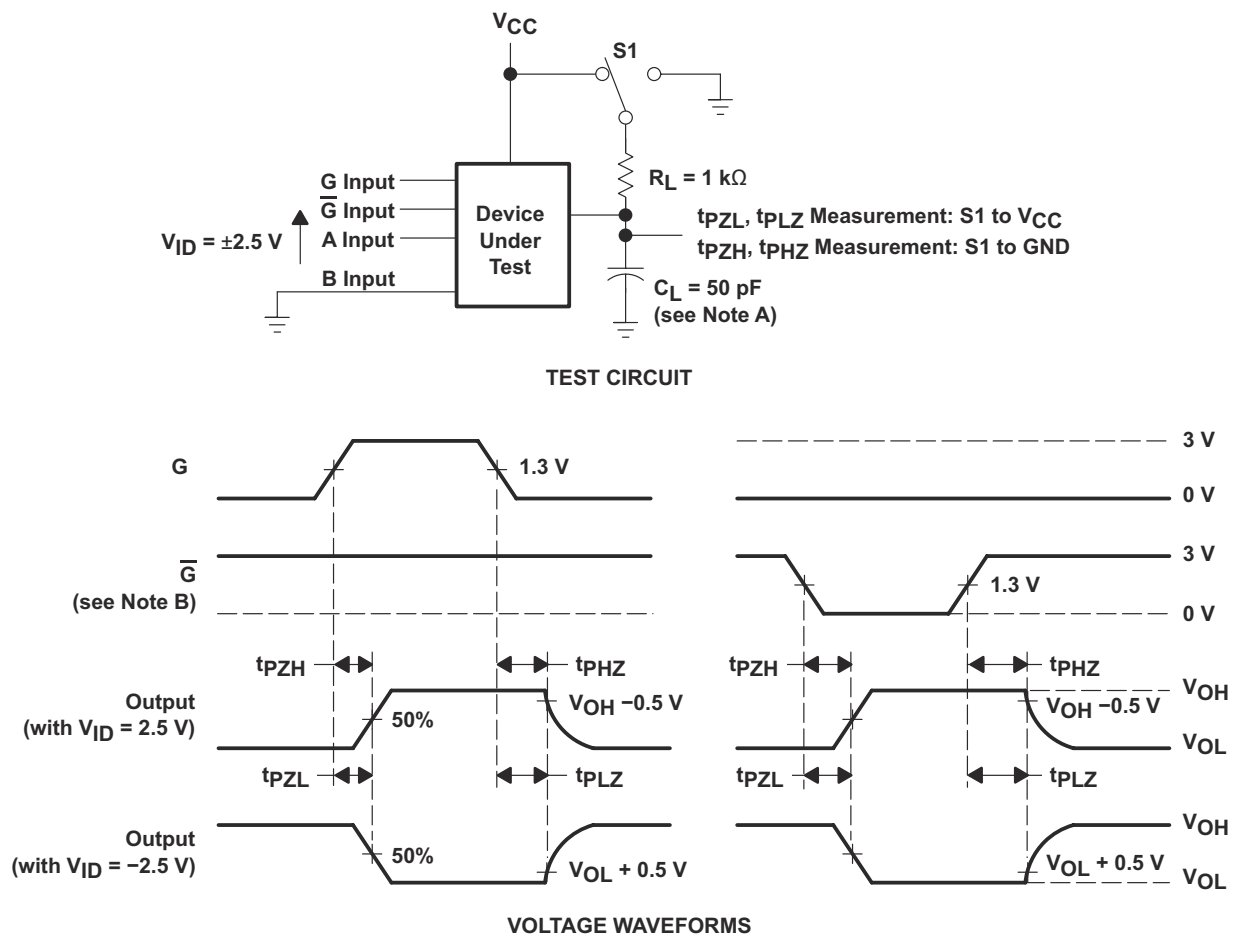 VCC
S1
RL = 1 kΩ
G Input
G̅ Input
A Input
B Input
VID = ±2.5 V
Device
Under
Test
tPZL, tPLZ Measurement: S1 to VCC
tPZH, tPHZ Measurement: S1 to GND
CL = 50 pF
(see Note A)
TEST CIRCUIT
G
1.3 V
3 V
0 V
G̅
(see Note B)
1.3 V
3 V
0 V
tPZH
tPHZ
tPZH
tPHZ
Output
(with VID = 2.5 V)
50%
VOH −0.5 V
VOH −0.5 V
VOH
VOL
tPZL
tPLZ
tPZL
tPLZ
Output
(with VID = −2.5 V)
50%
VOL + 0.5 V
VOL + 0.5 V
VOH
VOL
VOLTAGE WAVEFORMS